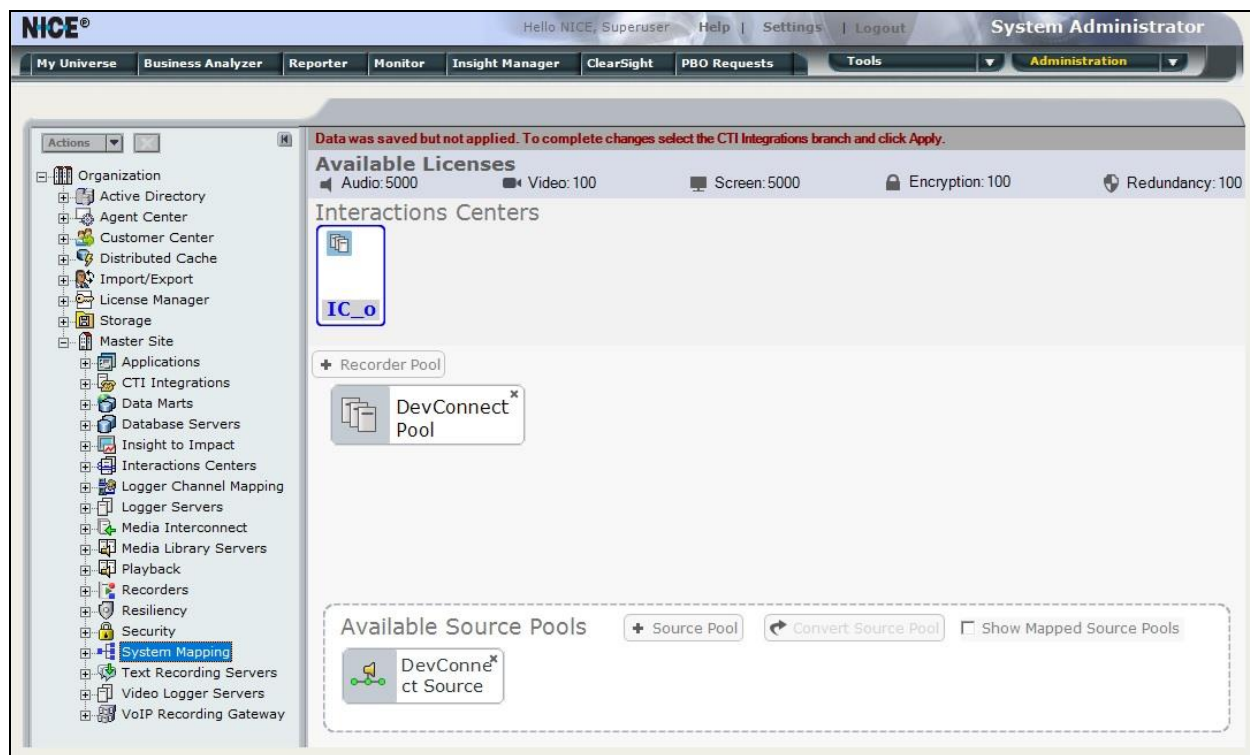 NICE®
Hello NICE, Superuser Help | Settings | Logout System Administrator
My Universe Business Analyzer Reporter Monitor Insight Manager ClearSight PBO Requests Tools Administration
Actions
Organization
Active Directory
Agent Center
Customer Center
Distributed Cache
Import/Export
License Manager
Storage
Master Site
Applications
CTI Integrations
Data Marts
Database Servers
Insight to Impact
Interactions Centers
Logger Channel Mapping
Logger Servers
Media Interconnect
Media Library Servers
Playback
Recorders
Resiliency
Security
System Mapping
Text Recording Servers
Video Logger Servers
VoIP Recording Gateway
Data was saved but not applied. To complete changes select the CTI Integrations branch and click Apply.
Available Licenses
Audio: 5000 Video: 100 Screen: 5000 Encryption: 100 Redundancy: 100
Interactions Centers
IC_o
+ Recorder Pool
DevConnect
Pool
Available Source Pools + Source Pool Convert Source Pool Show Mapped Source Pools
DevConne
ct Source